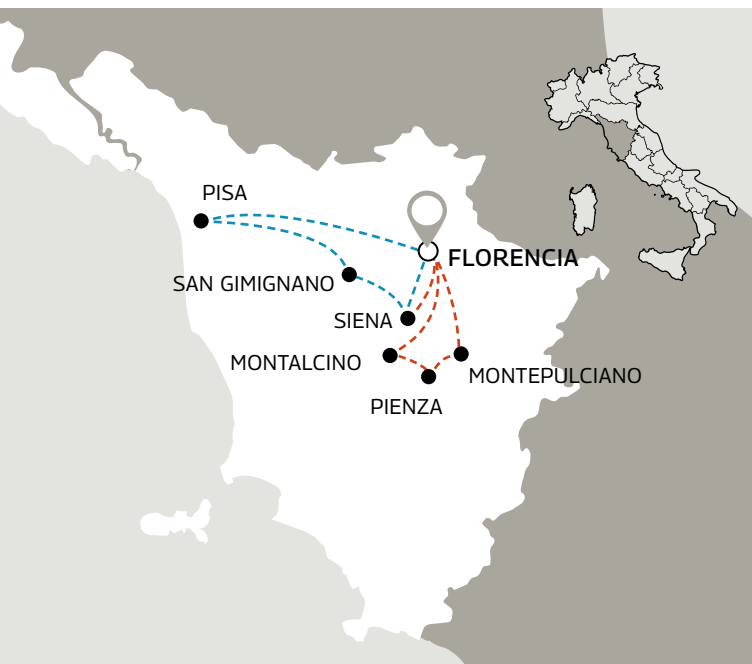 PISA
FLORENCIA
SAN GIMIGNANO
SIENA
MONTALCINO
MONTEPULCIANO
PIENZA